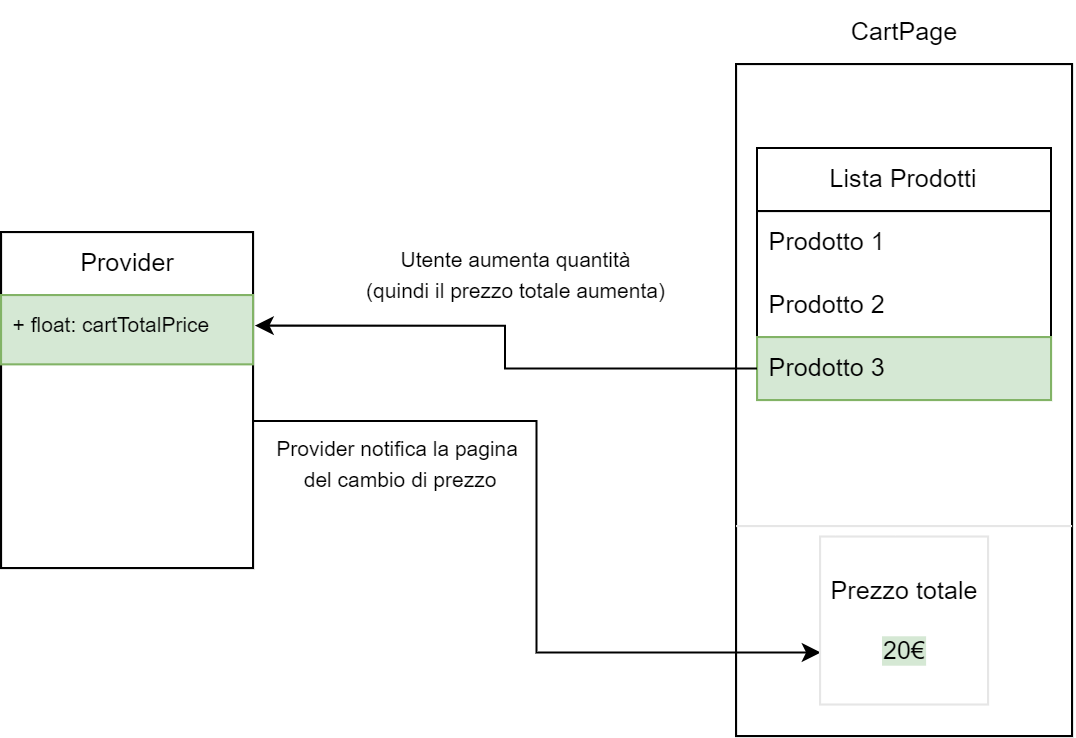 CartPage
Lista Prodotti
Prodotto 1
Prodotto 2
Prodotto 3
Utente aumenta quantità
(quindi il prezzo totale aumenta)
Provider
+ float: cartTotalPrice
Provider notifica la pagina
del cambio di prezzo
Prezzo totale
20€